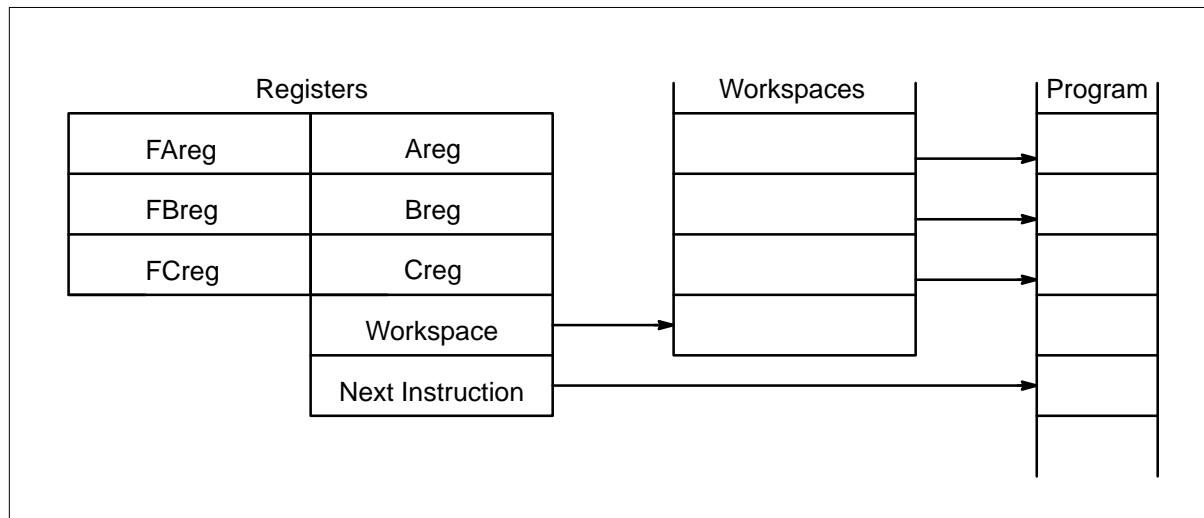 Registers
Workspaces
Program
FAreg
Areg
FBreg
Breg
FCreg
Creg
Workspace
Next Instruction